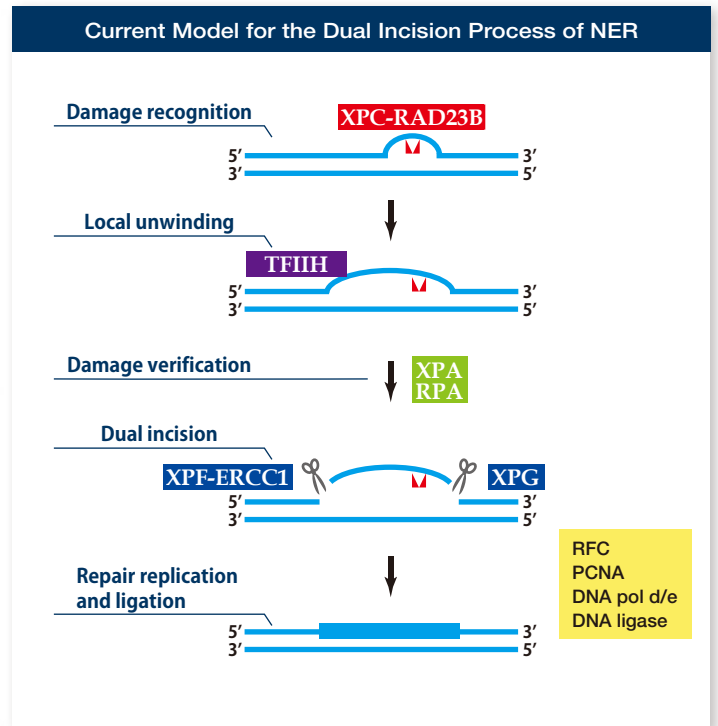 Current Model for the Dual Incision Process of NER
Damage recognition
XPC-RAD23B
5′ 3′
3′ 5′
Local unwinding
TFIIH
5′ 3′
3′ 5′
Damage verification
XPA
RPA
Dual incision
XPF-ERCC1 XPG
5′ 3′
3′ 5′
RFC
PCNA
DNA pol d/e
DNA ligase
Repair replication
and ligation
5′ 3′
3′ 5′